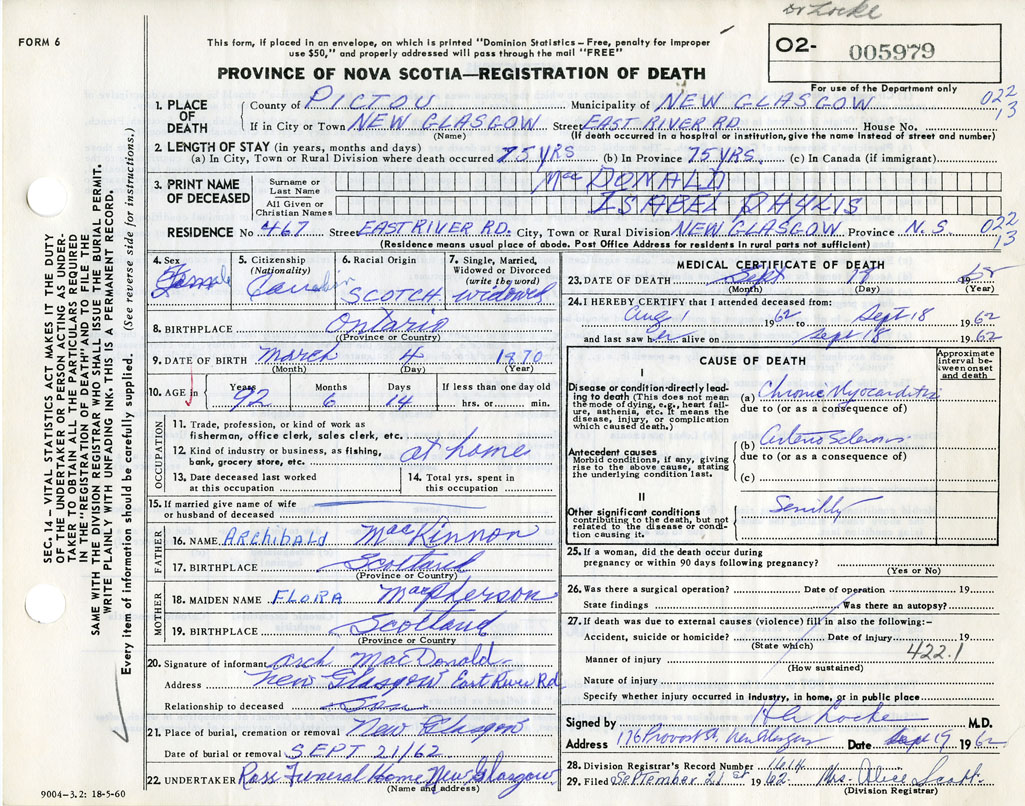 Dr Locke
FORM 6
This form, if placed in an envelope, on which is printed "Dominion Statistics – Free, penalty for improper
use $50," and properly addressed will pass through the mail "FREE"
PROVINCE OF NOVA SCOTIA—REGISTRATION OF DEATH
02- 005979
For use of the Department only
1. PLACE OF DEATH
County of PICTOU Municipality of NEW GLASGOW 022
If in City or Town NEW GLASGOW Street EAST RIVER RD. House No. 13
(Name) (If death occurred in hospital or institution, give the name instead of street and number)
2. LENGTH OF STAY (in years, months and days)
(a) In City, Town or Rural Division where death occurred 75 YRS (b) In Province 75 YRS. (c) In Canada (if immigrant)
3. PRINT NAME OF DECEASED
Surname or Last Name MacDONALD
All Given or Christian Names ISABEL PHYLIS
RESIDENCE No. 467 Street EAST RIVER RD. City, Town or Rural Division NEW GLASGOW Province N.S 022
13
(Residence means usual place of abode. Post Office Address for residents in rural parts not sufficient)
4. Sex Female
5. Citizenship (Nationality) Canadian
6. Racial Origin SCOTCH
7. Single, Married, Widowed or Divorced (write the word) widowed
8. BIRTHPLACE Ontario
(Province or Country)
9. DATE OF BIRTH March 4 1870
(Month) (Day) (Year)
10. AGE in Years 92 Months 6 Days 14 If less than one day old hrs. or min.
OCCUPATION
11. Trade, profession, or kind of work as
fisherman, office clerk, sales clerk, etc.
12. Kind of industry or business, as fishing, at home
bank, grocery store, etc.
13. Date deceased last worked at this occupation
14. Total yrs. spent in this occupation
15. If married give name of wife
or husband of deceased
FATHER
16. NAME ARCHIBALD MacKinnon
17. BIRTHPLACE Scotland
(Province or Country)
MOTHER
18. MAIDEN NAME FLORA MacPherson
19. BIRTHPLACE Scotland
(Province or Country)
20. Signature of informant Arch MacDonald
Address New Glasgow East River Rd
Relationship to deceased Son
21. Place of burial, cremation or removal New Glasgow
Date of burial or removal SEPT 21/62
22. UNDERTAKER Ross Funeral Home New Glasgow
(Name and address)
MEDICAL CERTIFICATE OF DEATH
23. DATE OF DEATH Sept 19
(Month) (Day) (Year)
24. I HEREBY CERTIFY that I attended deceased from:
Aug 1 1962 to Sept 18 1962
and last saw her alive on Sept 18 1962
CAUSE OF DEATH
Approximate interval between onset and death
I
Disease or condition directly leading to death (This does not mean the mode of dying, e.g., heart failure, asthenia, etc. It means the disease, injury, or complication which caused death.)
(a) Chronic Myocarditis
due to (or as a consequence of)
Antecedent causes
Morbid conditions, if any, giving rise to the above cause, stating the underlying condition last.
(b) Arterio Sclerosis
due to (or as a consequence of)
(c)
II
Other significant conditions
contributing to the death, but not related to the disease or condition causing it.
Senility
25. If a woman, did the death occur during
pregnancy or within 90 days following pregnancy?
(Yes or No)
26. Was there a surgical operation? Date of operation 19
State findings Was there an autopsy?
27. If death was due to external causes (violence) fill in also the following:-
Accident, suicide or homicide? Date of injury 19
(State which) 422.1
Manner of injury
(How sustained)
Nature of injury
Specify whether injury occurred in industry, in home, or in public place
Signed by Locke M.D.
Address 176 Provost St. New Glasgow Date Sept 19 1962
28. Division Registrar's Record Number 1614
29. Filed September 21st 1962 Mrs. Alice Scott
(Division Registrar)
SEC. 14 – VITAL STATISTICS ACT MAKES IT THE DUTY
OF THE UNDERTAKER OR PERSON ACTING AS UNDER-
TAKER TO OBTAIN ALL THE PARTICULARS REQUIRED
IN THE "REGISTRATION OF DEATH" AND TO FILE THE
SAME WITH THE DIVISION REGISTRAR WHO SHALL ISSUE THE BURIAL PERMIT.
WRITE PLAINLY WITH UNFADING INK. THIS IS A PERMANENT RECORD.
Every item of information should be carefully supplied. (See reverse side for instructions.)
9004-3.2: 18-5-60